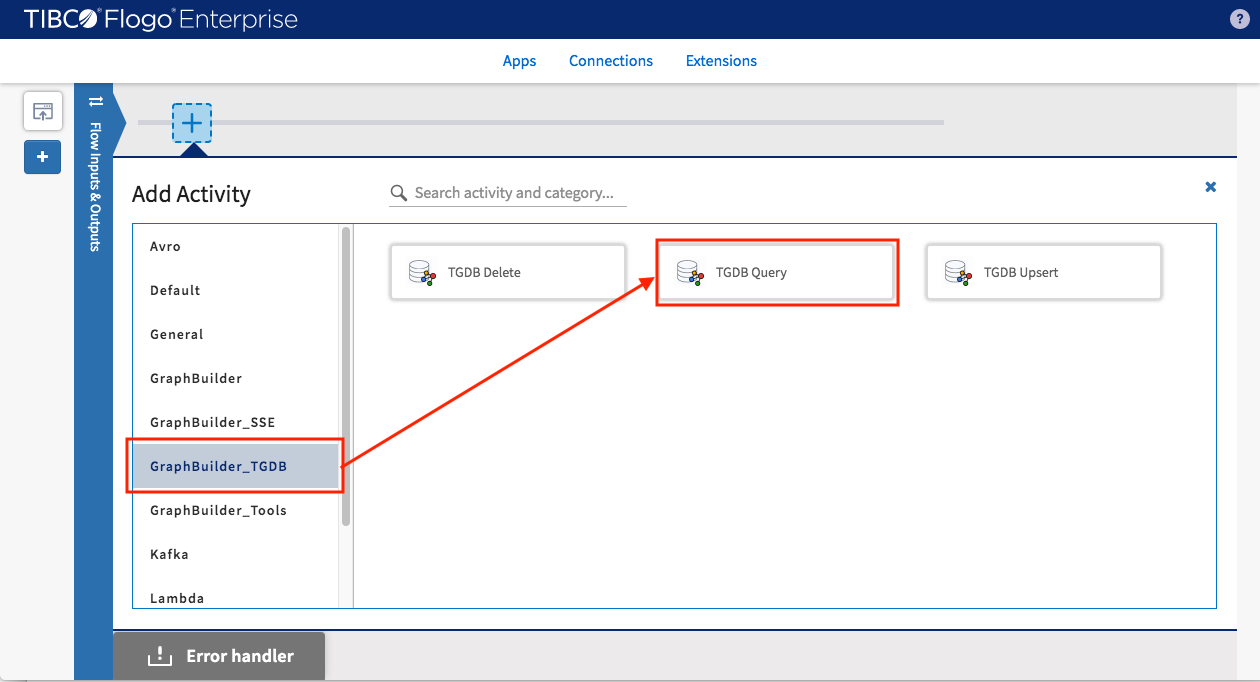 TIBCO® Flogo® Enterprise
?
Apps Connections Extensions
Flow Inputs & Outputs
Add Activity
Search activity and category...
Avro
Default
General
GraphBuilder
GraphBuilder_SSE
GraphBuilder_TGDB
GraphBuilder_Tools
Kafka
Lambda
TGDB Delete
TGDB Query
TGDB Upsert
Error handler